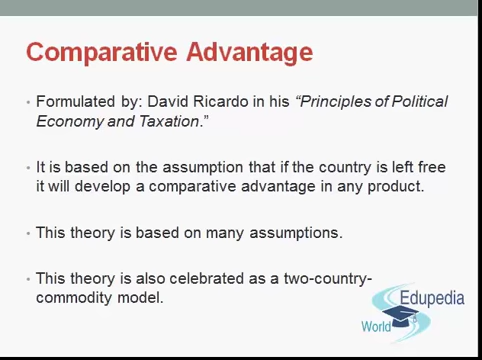 Comparative Advantage
Formulated by: David Ricardo in his “Principles of Political
Economy and Taxation.”
It is based on the assumption that if the country is left free
it will develop a comparative advantage in any product.
This theory is based on many assumptions.
This theory is also celebrated as a two-country-
commodity model.
Edupedia
World